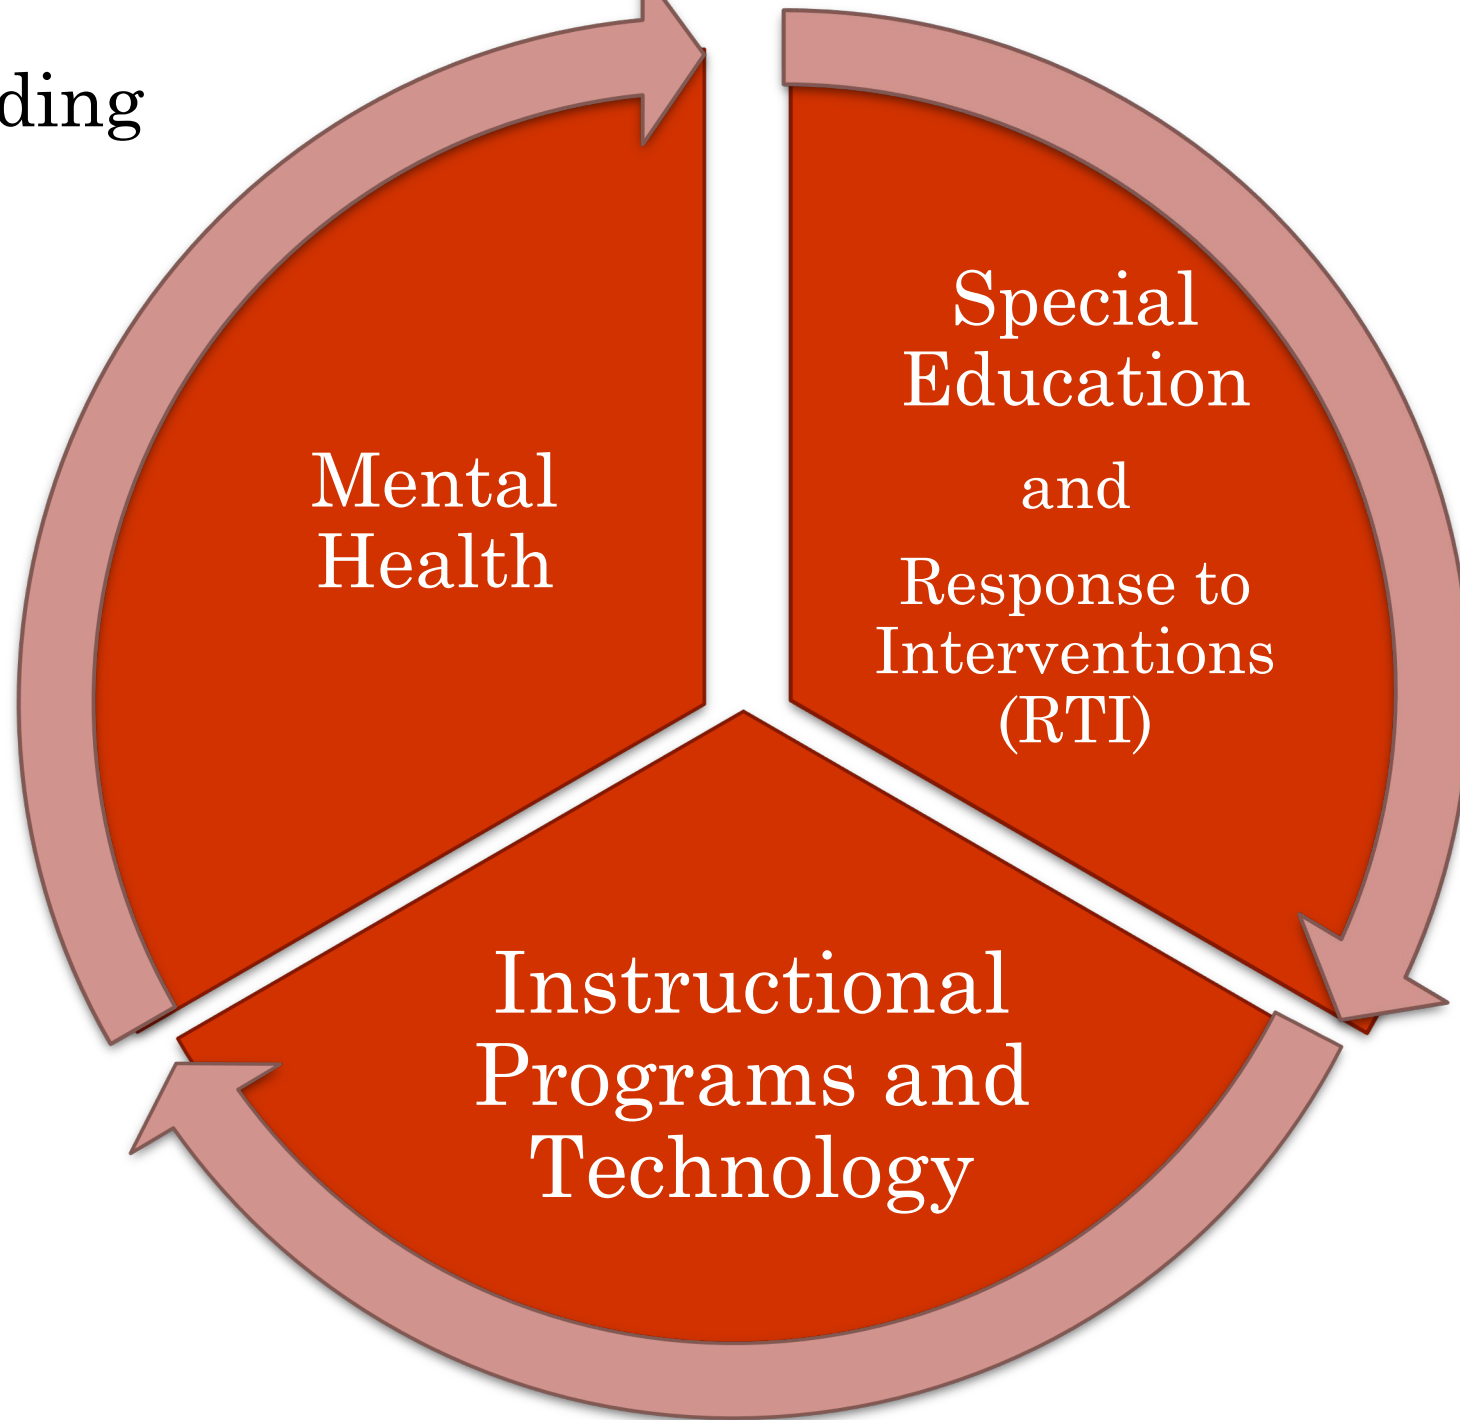 ding
Mental
Health
Special
Education
and
Response to
Interventions
(RTI)
Instructional
Programs and
Technology